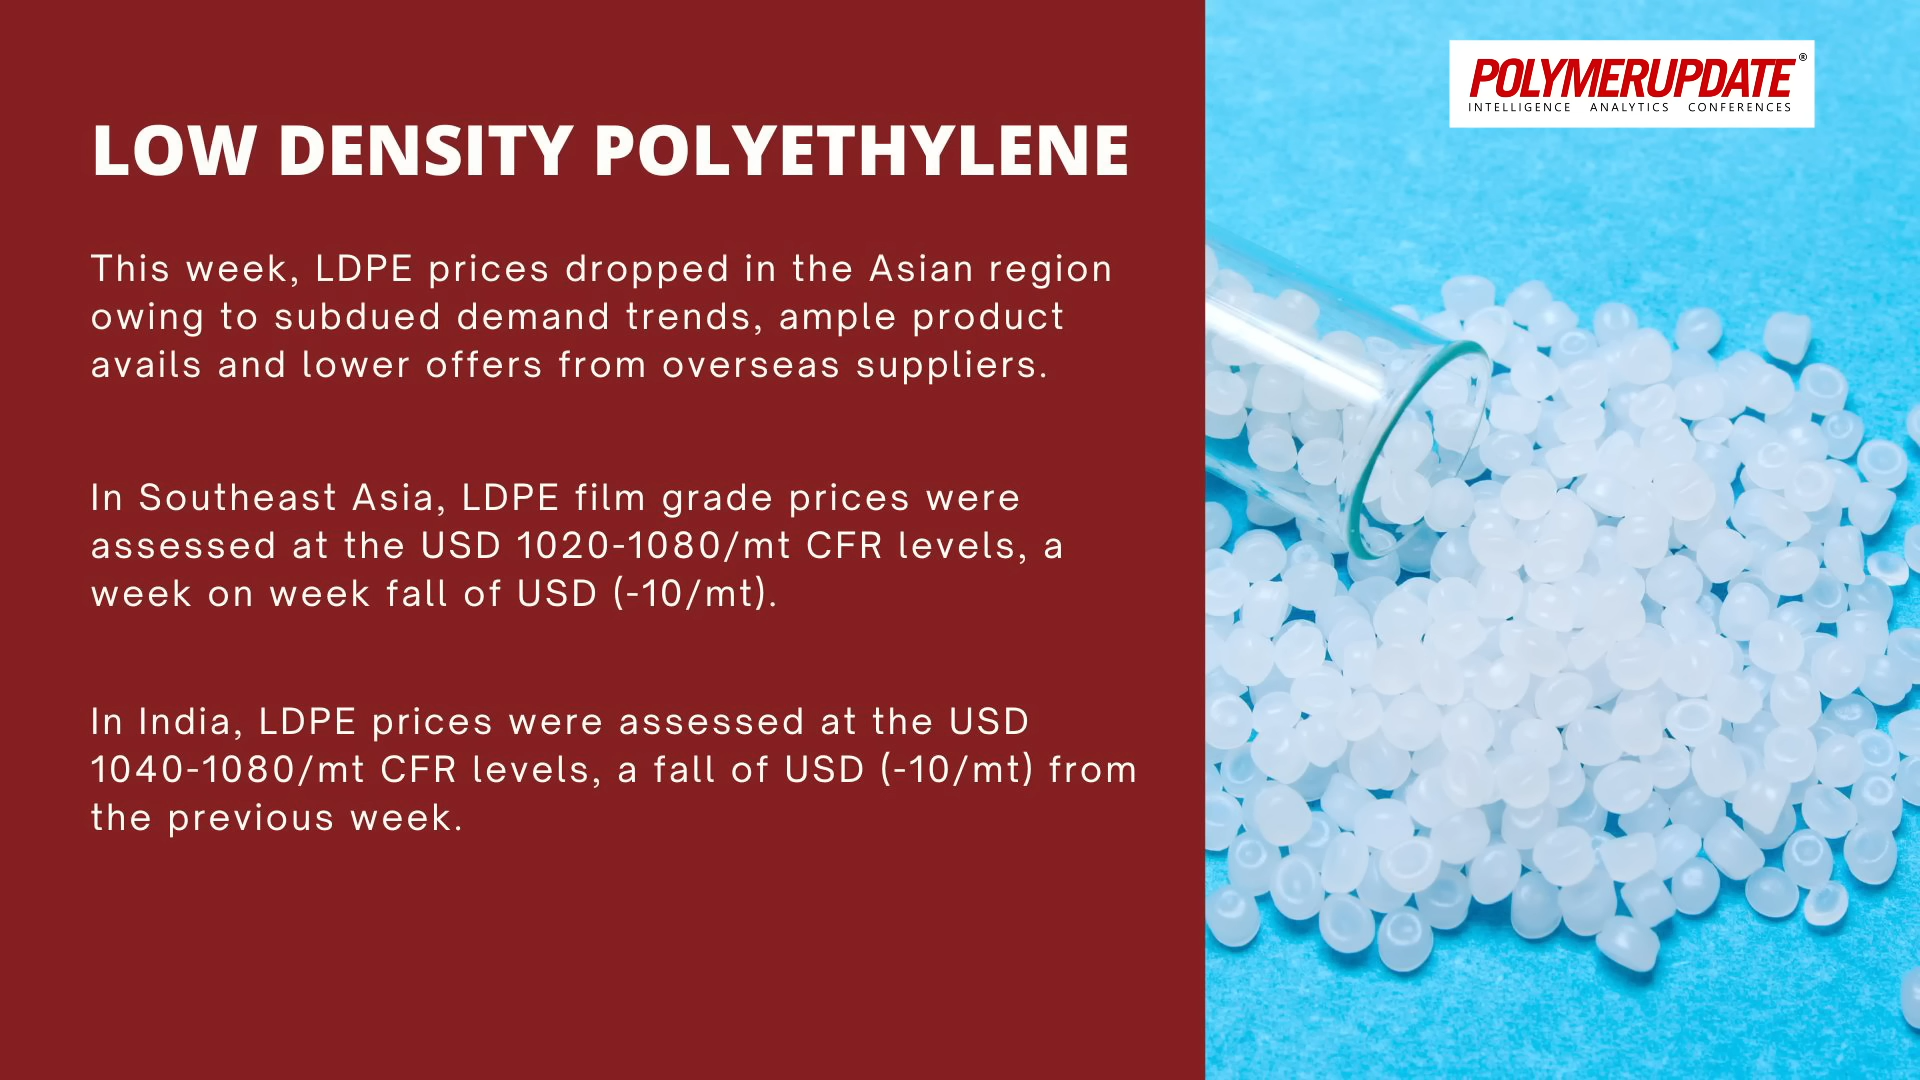 POLYMERUPDATE®
INTELLIGENCE ANALYTICS CONFERENCES
LOW DENSITY POLYETHYLENE
This week, LDPE prices dropped in the Asian region
owing to subdued demand trends, ample product
avails and lower offers from overseas suppliers.
In Southeast Asia, LDPE film grade prices were
assessed at the USD 1020-1080/mt CFR levels, a
week on week fall of USD (-10/mt).
In India, LDPE prices were assessed at the USD
1040-1080/mt CFR levels, a fall of USD (-10/mt) from
the previous week.